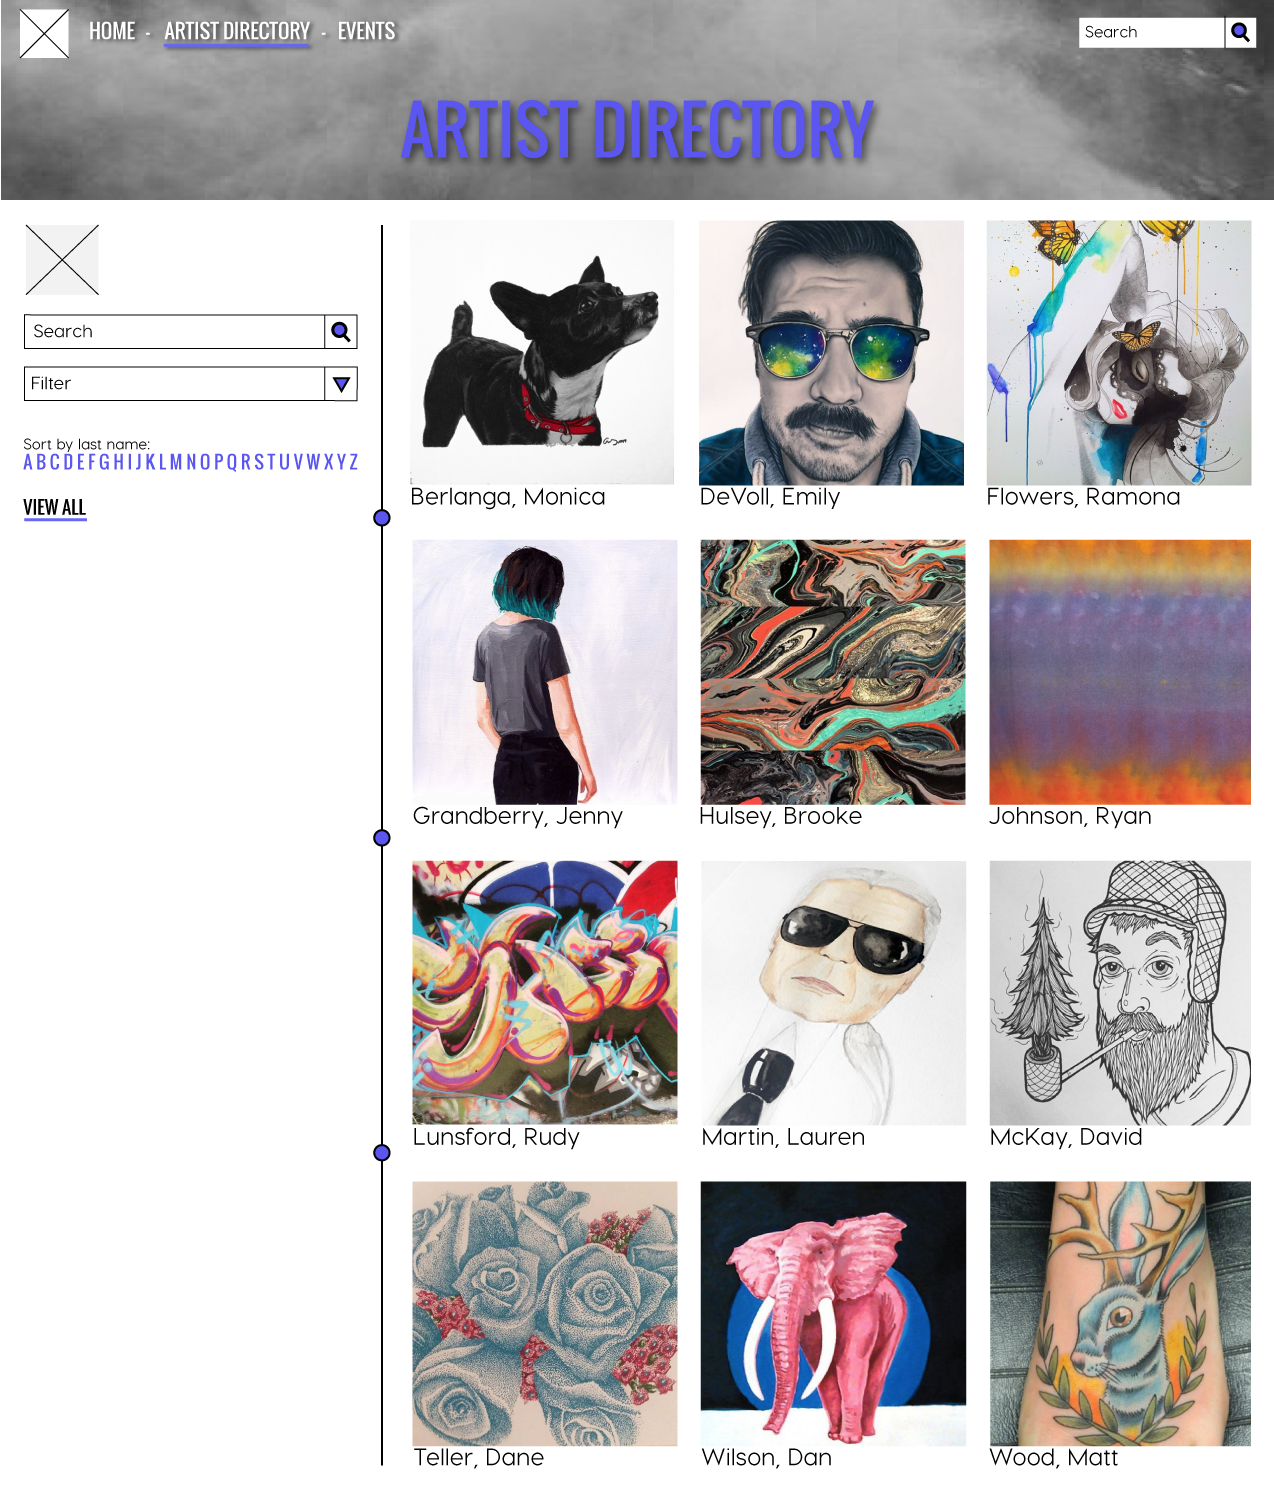 HOME - ARTIST DIRECTORY - EVENTS
Search
ARTIST DIRECTORY
Search
Filter
Sort by last name:
A B C D E F G H I J K L M N O P Q R S T U V W X Y Z
VIEW ALL
Berlanga, Monica
DeVoll, Emily
Flowers, Ramona
Grandberry, Jenny
Hulsey, Brooke
Johnson, Ryan
Lunsford, Rudy
Martin, Lauren
McKay, David
Teller, Dane
Wilson, Dan
Wood, Matt